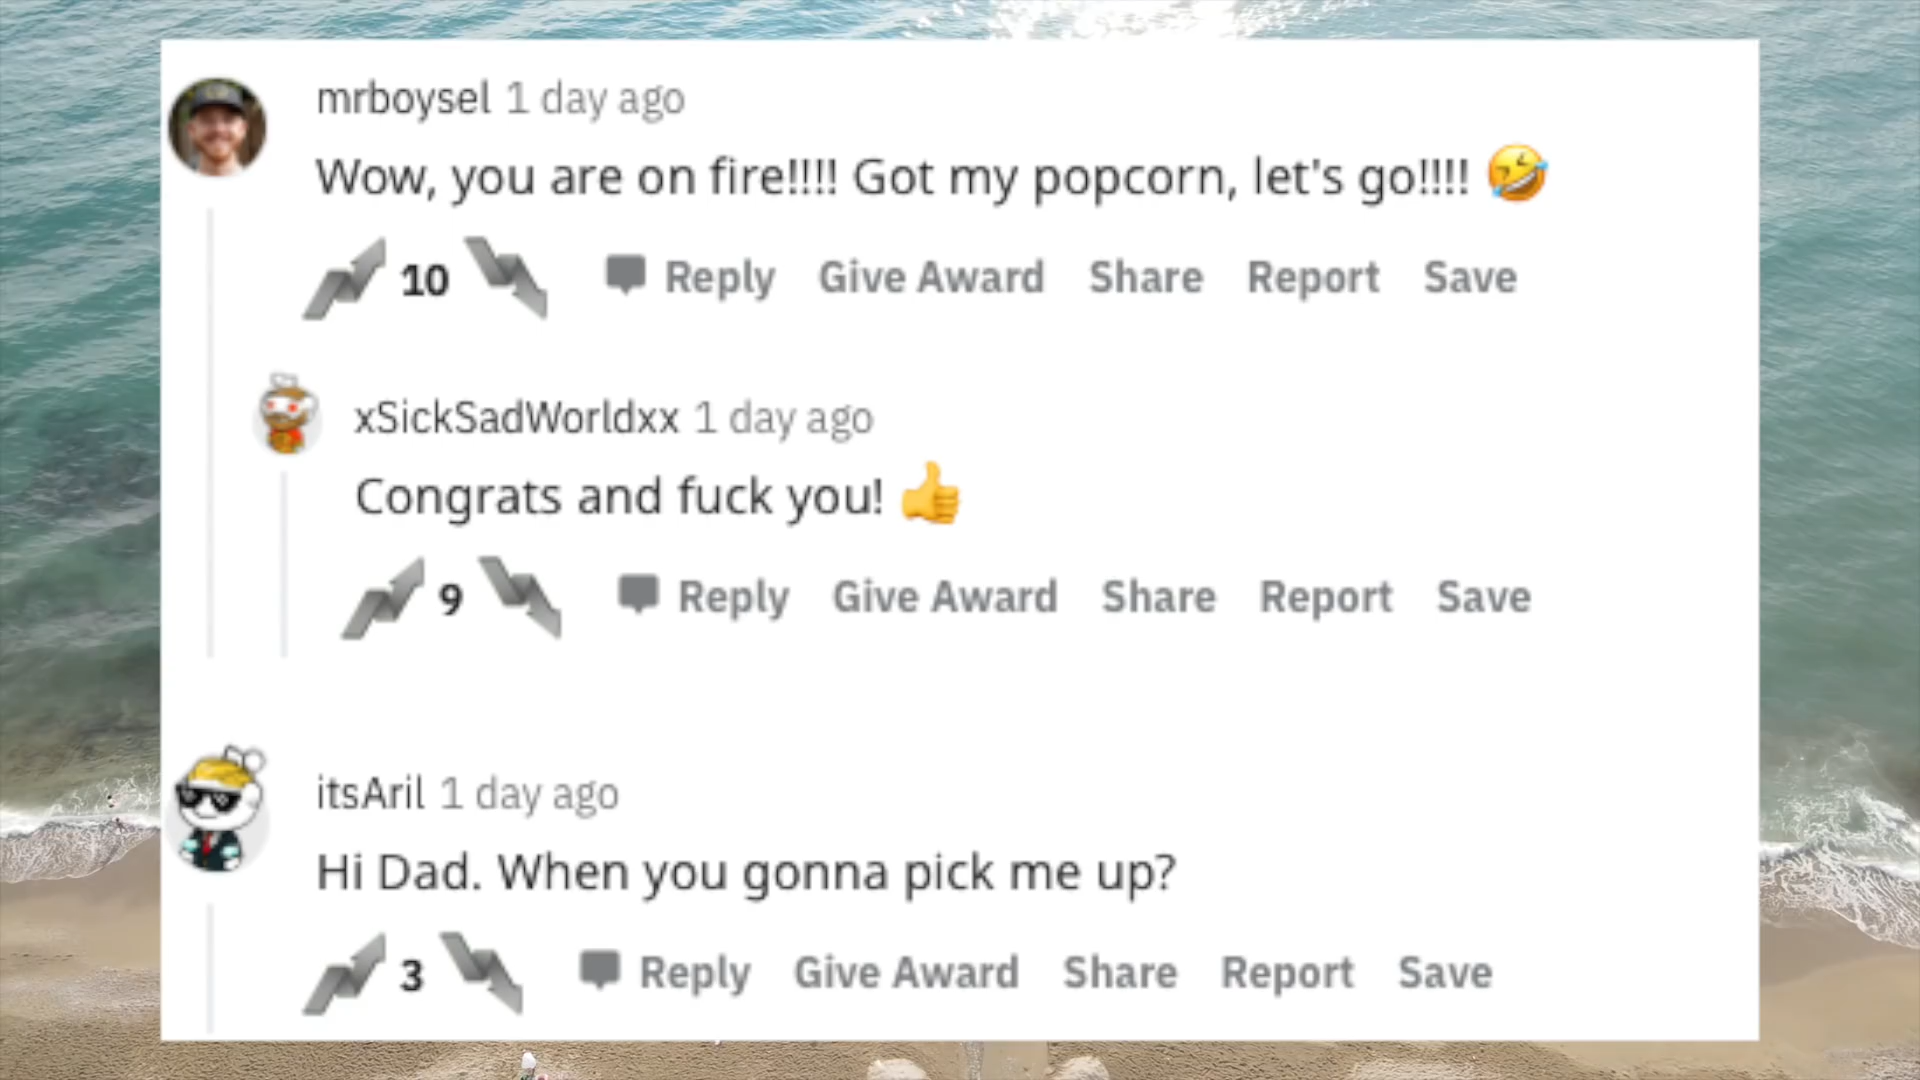 mrboysel 1 day ago
Wow, you are on fire!!!! Got my popcorn, let's go!!!! 🤣
10 Reply Give Award Share Report Save
xSickSadWorldxx 1 day ago
Congrats and fuck you! 👍
9 Reply Give Award Share Report Save
itsAril 1 day ago
Hi Dad. When you gonna pick me up?
3 Reply Give Award Share Report Save